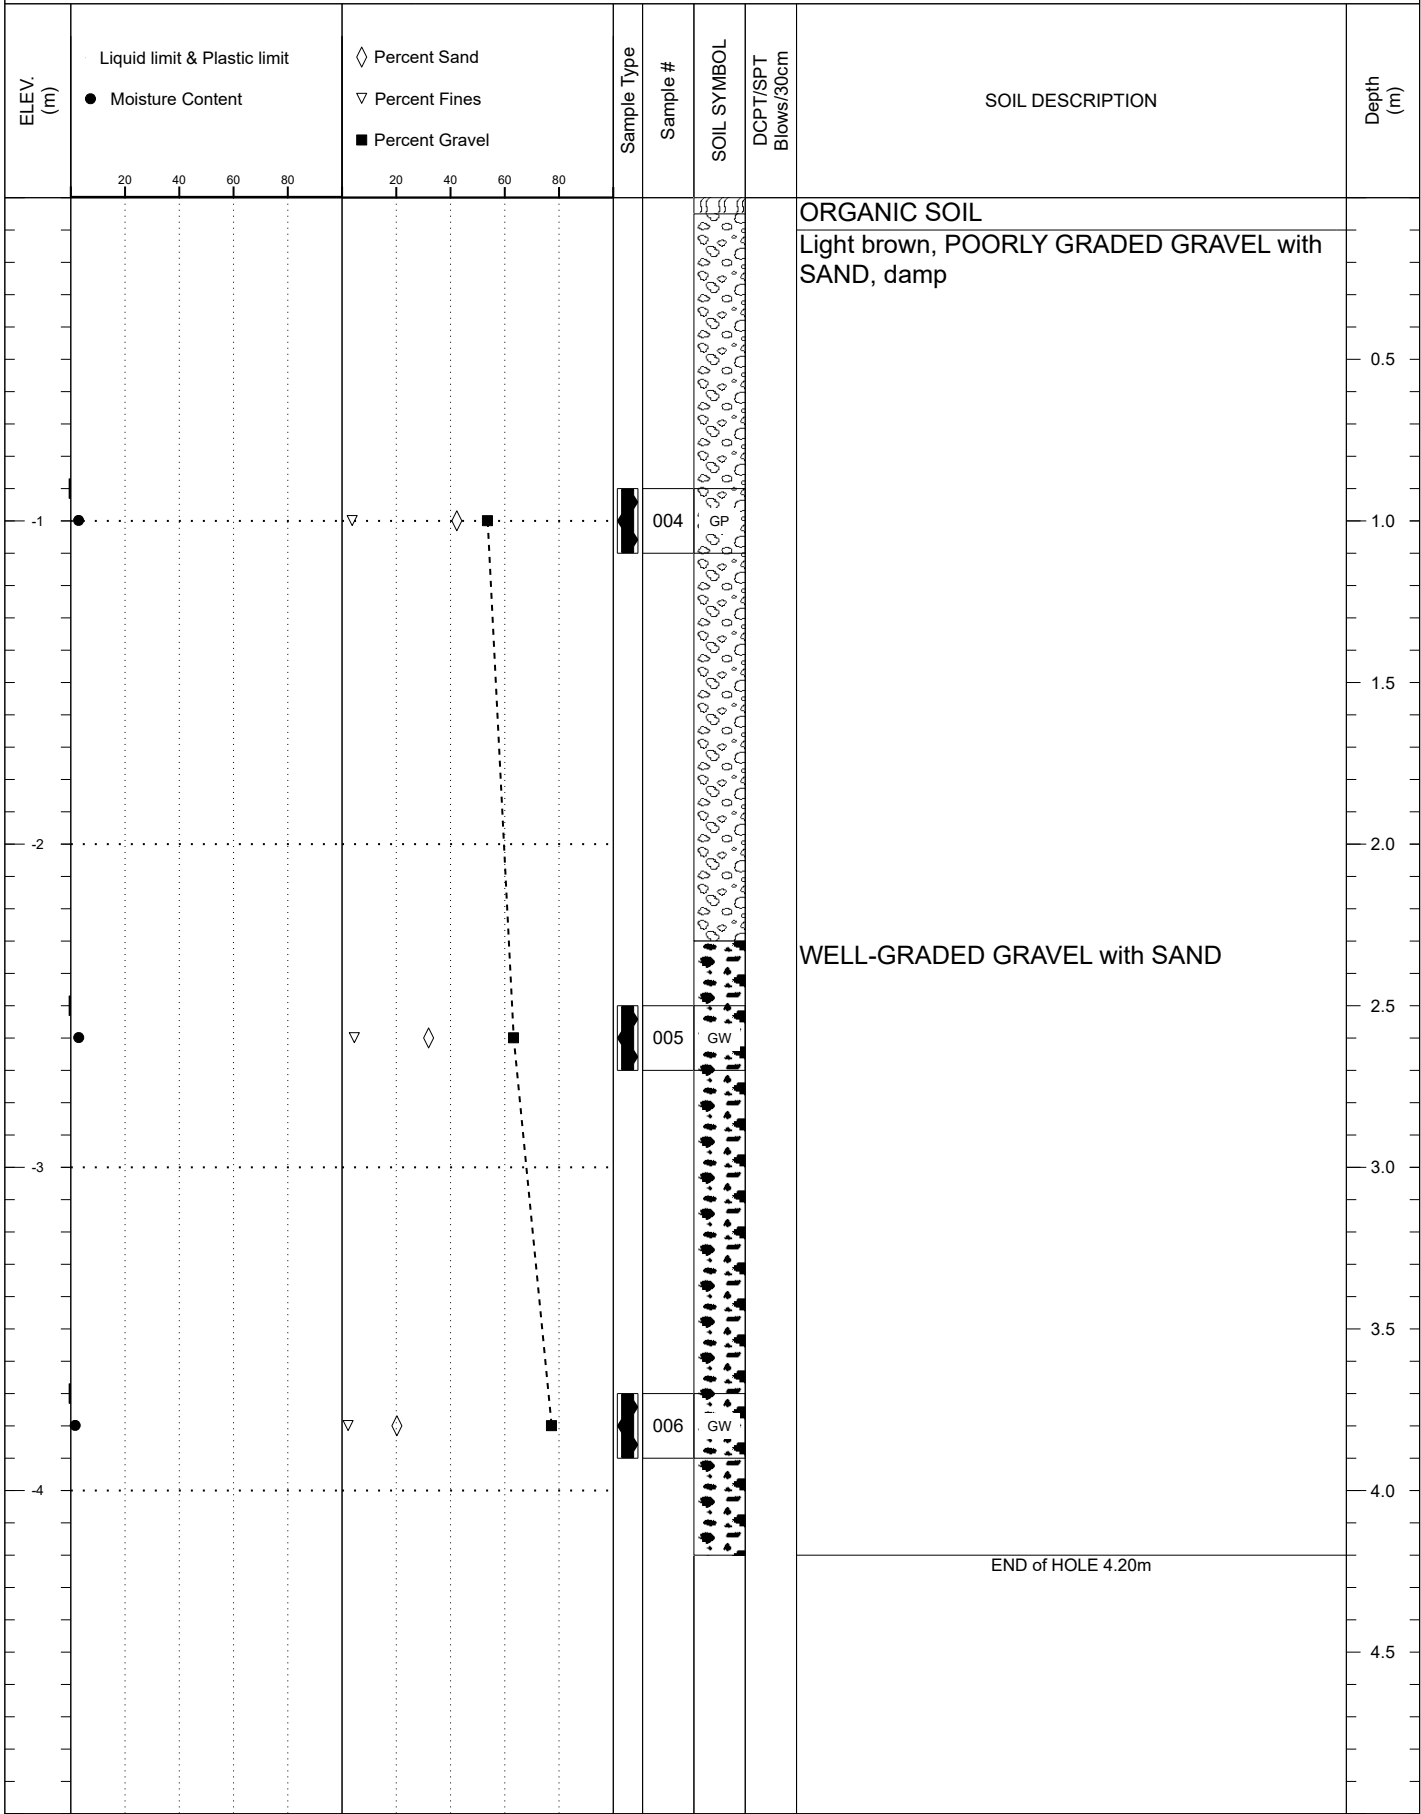 ELEV.
(m)
Liquid limit & Plastic limit
Moisture Content
20 40 60 80
Percent Sand
Percent Fines
Percent Gravel
20 40 60 80
Sample Type
Sample #
SOIL SYMBOL
DCPT/SPT
Blows/30cm
SOIL DESCRIPTION
Depth
(m)
ORGANIC SOIL
Light brown, POORLY GRADED GRAVEL with
SAND, damp
0.5
-1 004 GP 1.0
1.5
-2 2.0
WELL-GRADED GRAVEL with SAND
2.5
005 GW
-3 3.0
3.5
006 GW
-4 4.0
END of HOLE 4.20m
4.5